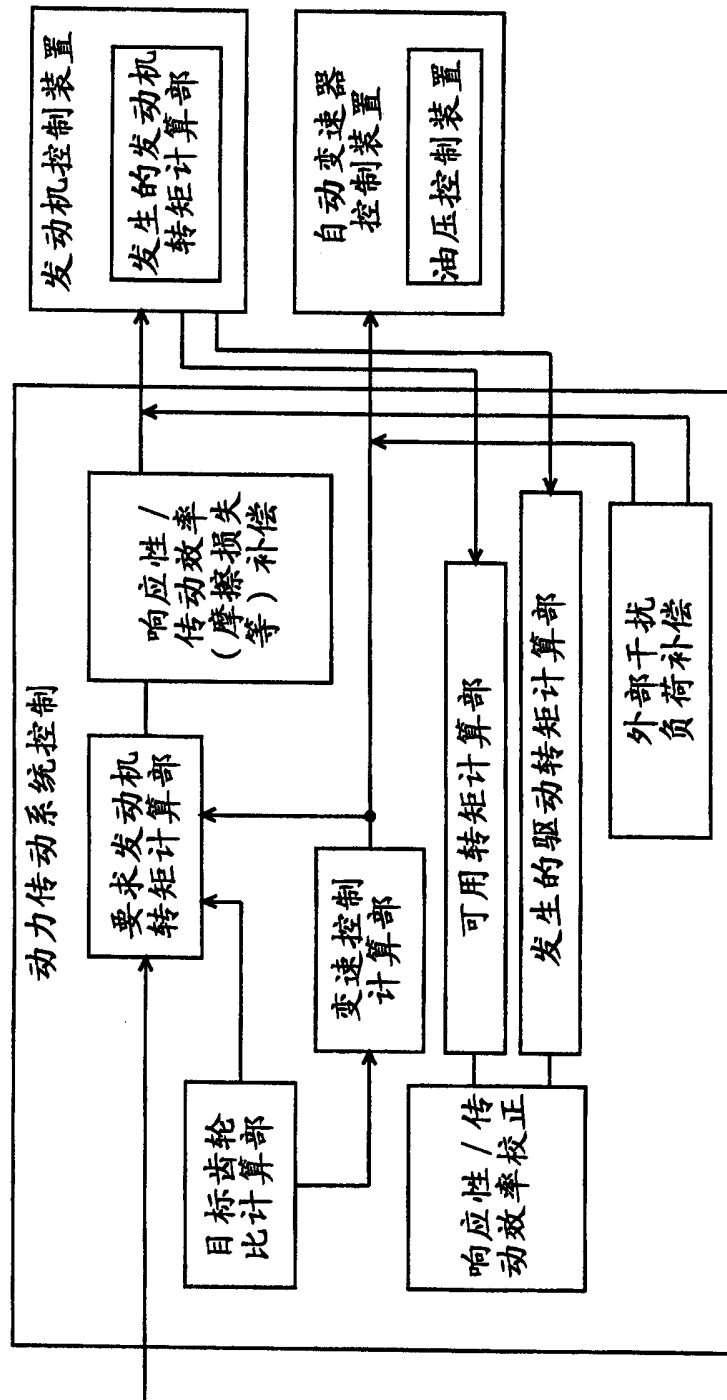 动力传动系统控制
要求发动机
转矩计算部
响应性/
传动效率
(摩擦损失
等)补偿
目标齿轮
比计算部
变速控制
计算部
响应性/传
动效率校正
可用转矩计算部
发生的驱动转矩计算部
外部干扰
负荷补偿
发动机控制装置
发生的发动机
转矩计算部
自动变速器
控制装置
油压控制装置